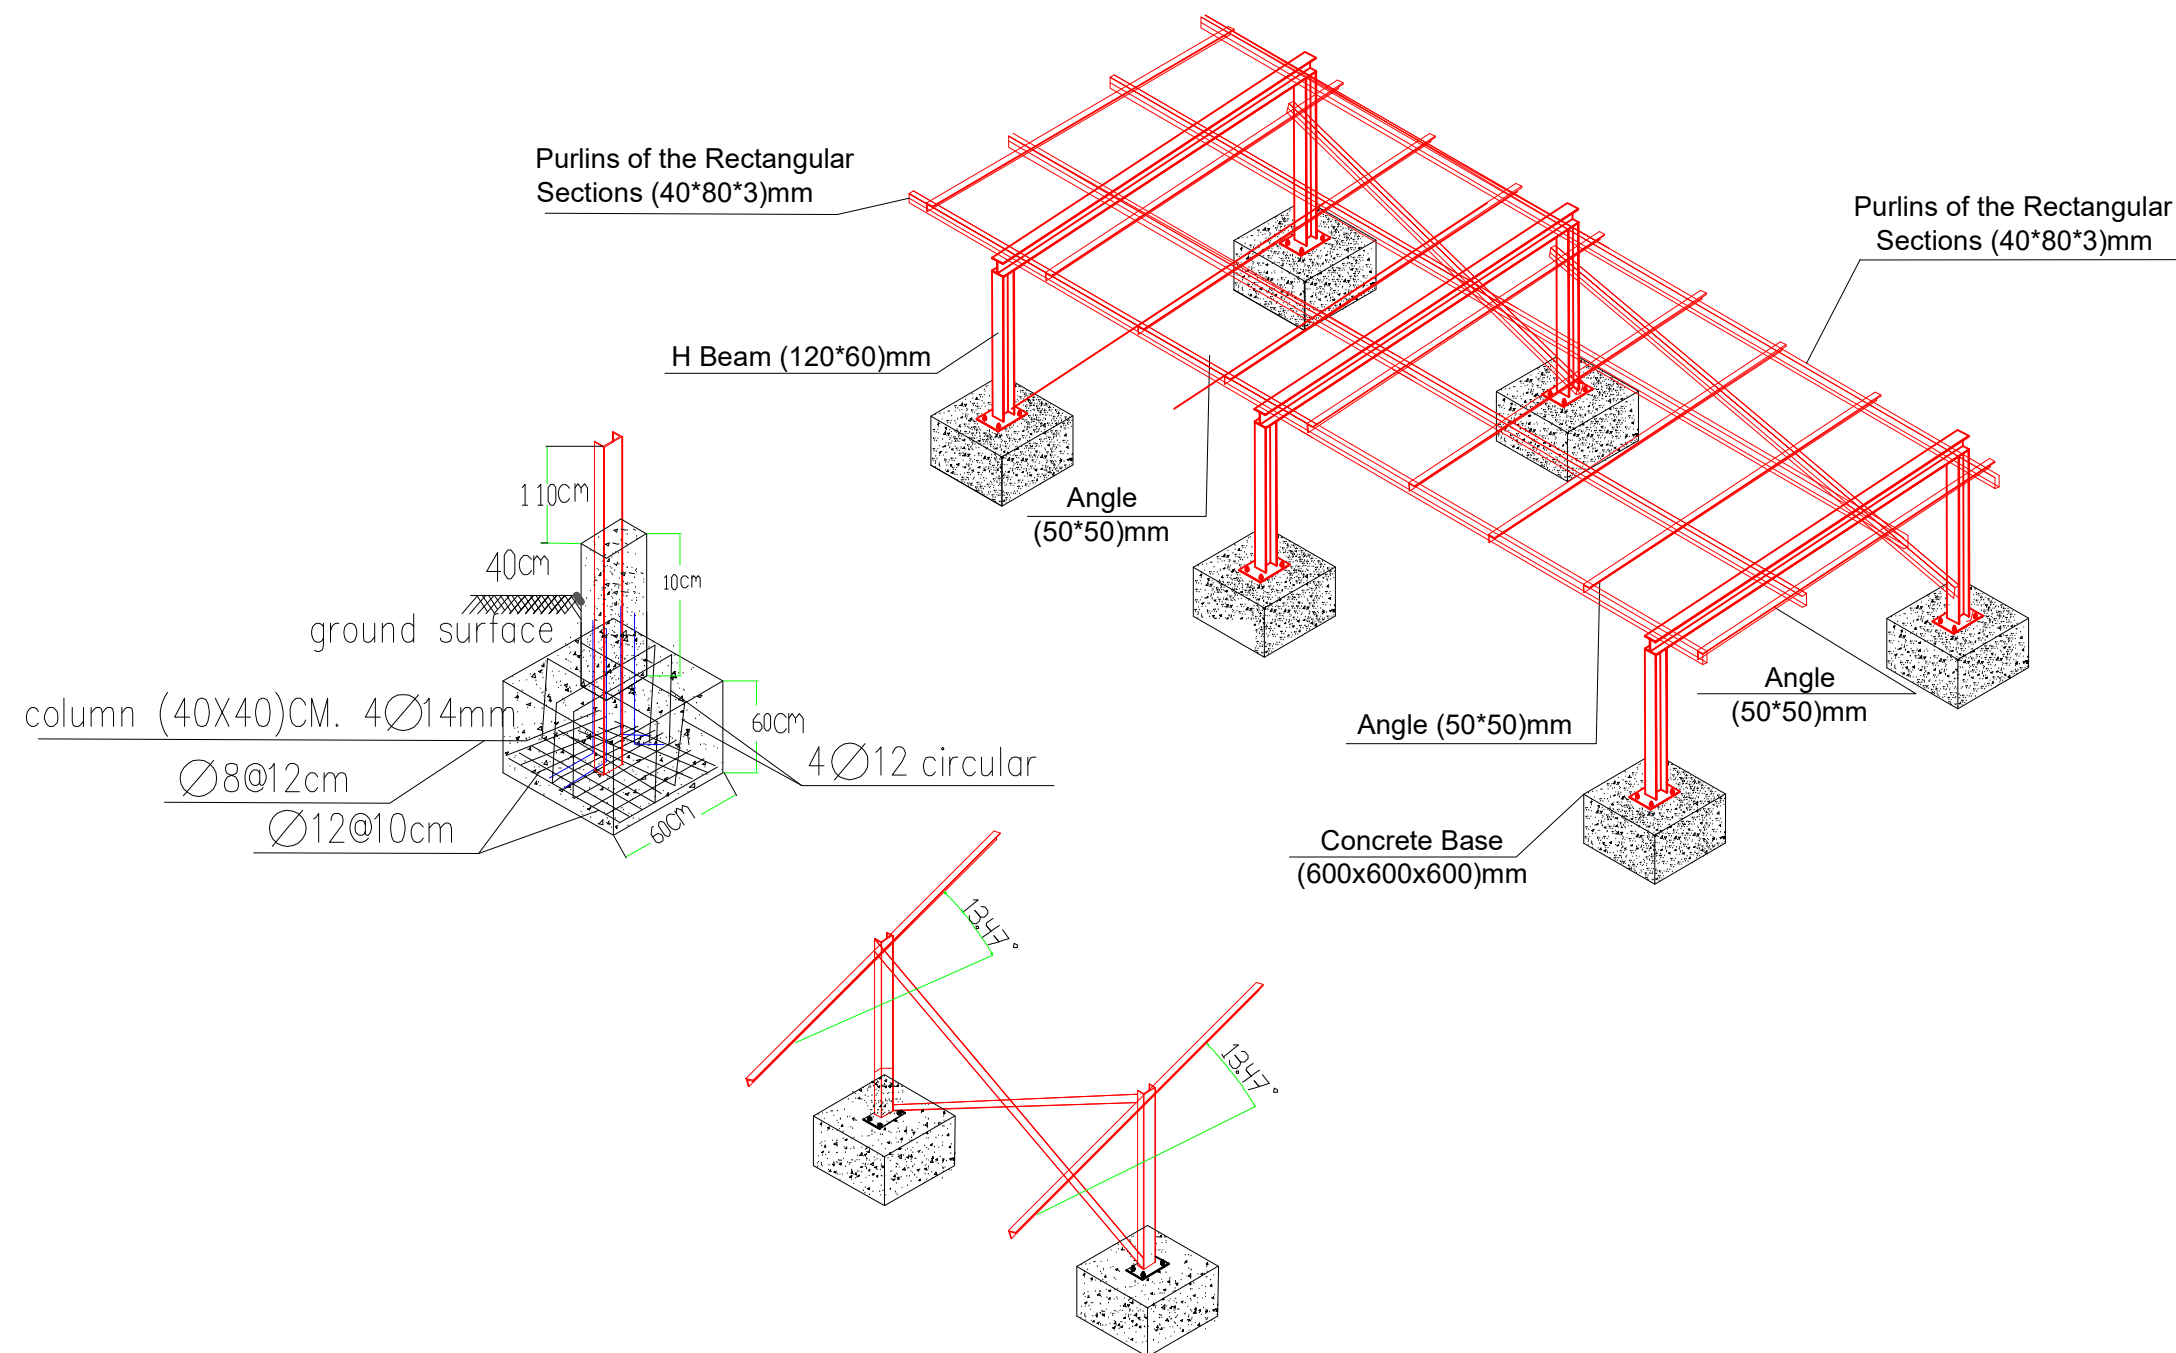 Purlins of the Rectangular
Sections (40*80*3)mm
Purlins of the Rectangular
Sections (40*80*3)mm
H Beam (120*60)mm
Angle
(50*50)mm
110cm
40cm
10cm
ground surface
column (40X40)CM. 4∅14mm
60CM
∅8@12cm
4∅12 circular
∅12@10cm
60CM
Angle
(50*50)mm
Angle (50*50)mm
Concrete Base
(600x600x600)mm
13.47°
13.47°